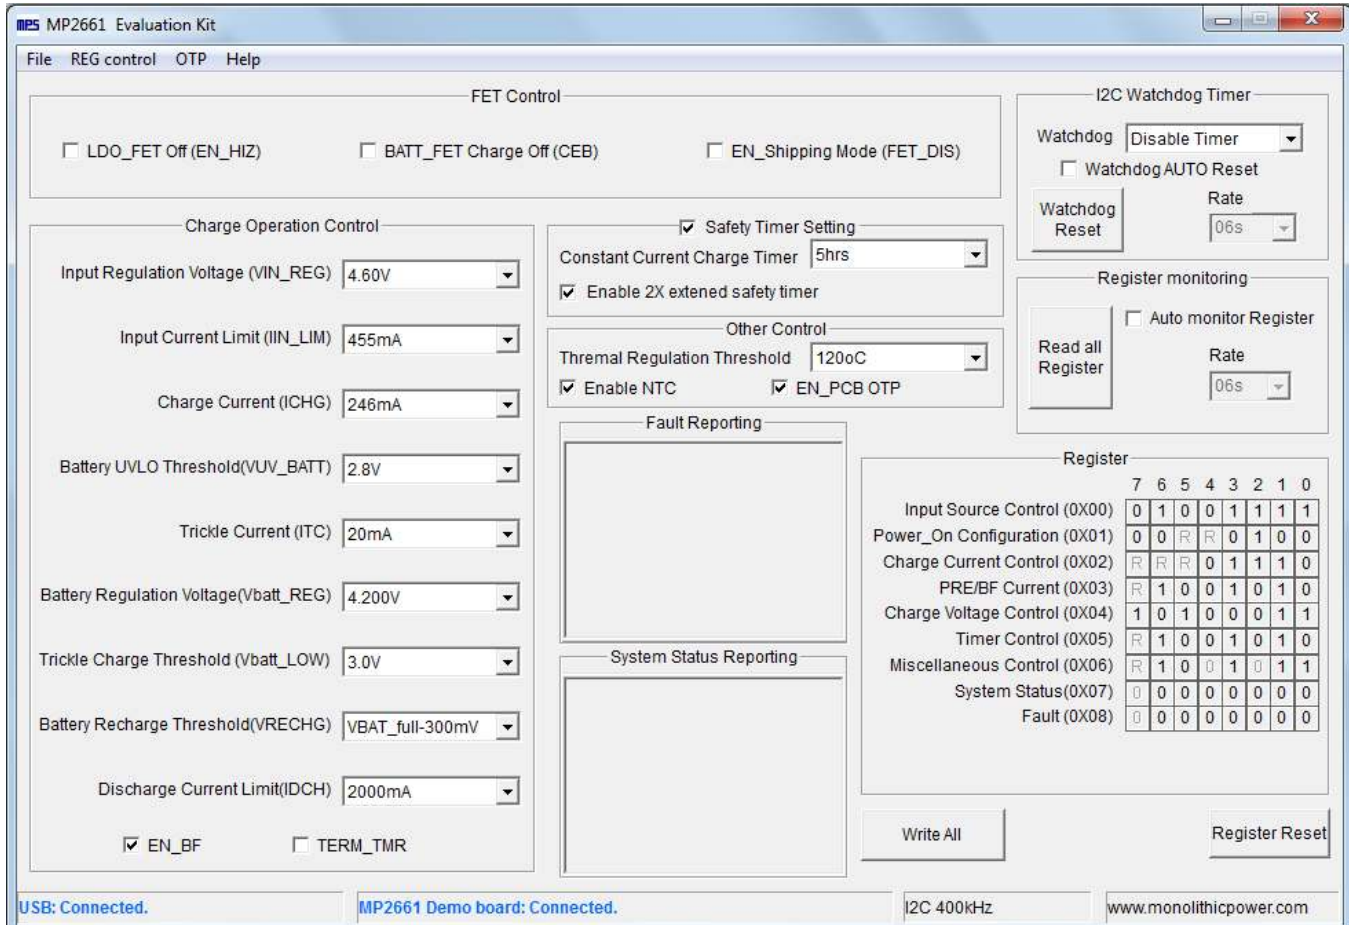 mps MP2661 Evaluation Kit
File REG control OTP Help
FET Control
LDO_FET Off (EN_HIZ) BATT_FET Charge Off (CEB) EN_Shipping Mode (FET_DIS)
I2C Watchdog Timer
Watchdog Disable Timer
Watchdog AUTO Reset
Watchdog
Reset
Rate
06s
Charge Operation Control
Input Regulation Voltage (VIN_REG) 4.60V
Input Current Limit (IIN_LIM) 455mA
Charge Current (ICHG) 246mA
Battery UVLO Threshold(VUV_BATT) 2.8V
Trickle Current (ITC) 20mA
Battery Regulation Voltage(Vbatt_REG) 4.200V
Trickle Charge Threshold (Vbatt_LOW) 3.0V
Battery Recharge Threshold(VRECHG) VBAT_full-300mV
Discharge Current Limit(IDCH) 2000mA
EN_BF TERM_TMR
Safety Timer Setting
Constant Current Charge Timer 5hrs
Enable 2X extened safety timer
Other Control
Thremal Regulation Threshold 120oC
Enable NTC EN_PCB OTP
Fault Reporting
System Status Reporting
Register monitoring
Read all
Register
Auto monitor Register
Rate
06s
Register
7 6 5 4 3 2 1 0
Input Source Control (0X00) 0 1 0 0 1 1 1 1
Power_On Configuration (0X01) 0 0 R R 0 1 0 0
Charge Current Control (0X02) R R R 0 1 1 1 0
PRE/BF Current (0X03) R 1 0 0 1 0 1 0
Charge Voltage Control (0X04) 1 0 1 0 0 0 1 1
Timer Control (0X05) R 1 0 0 1 0 1 0
Miscellaneous Control (0X06) R 1 0 0 1 0 1 1
System Status(0X07) 0 0 0 0 0 0 0 0
Fault (0X08) 0 0 0 0 0 0 0 0
Write All Register Reset
USB: Connected. MP2661 Demo board: Connected. I2C 400kHz www.monolithicpower.com